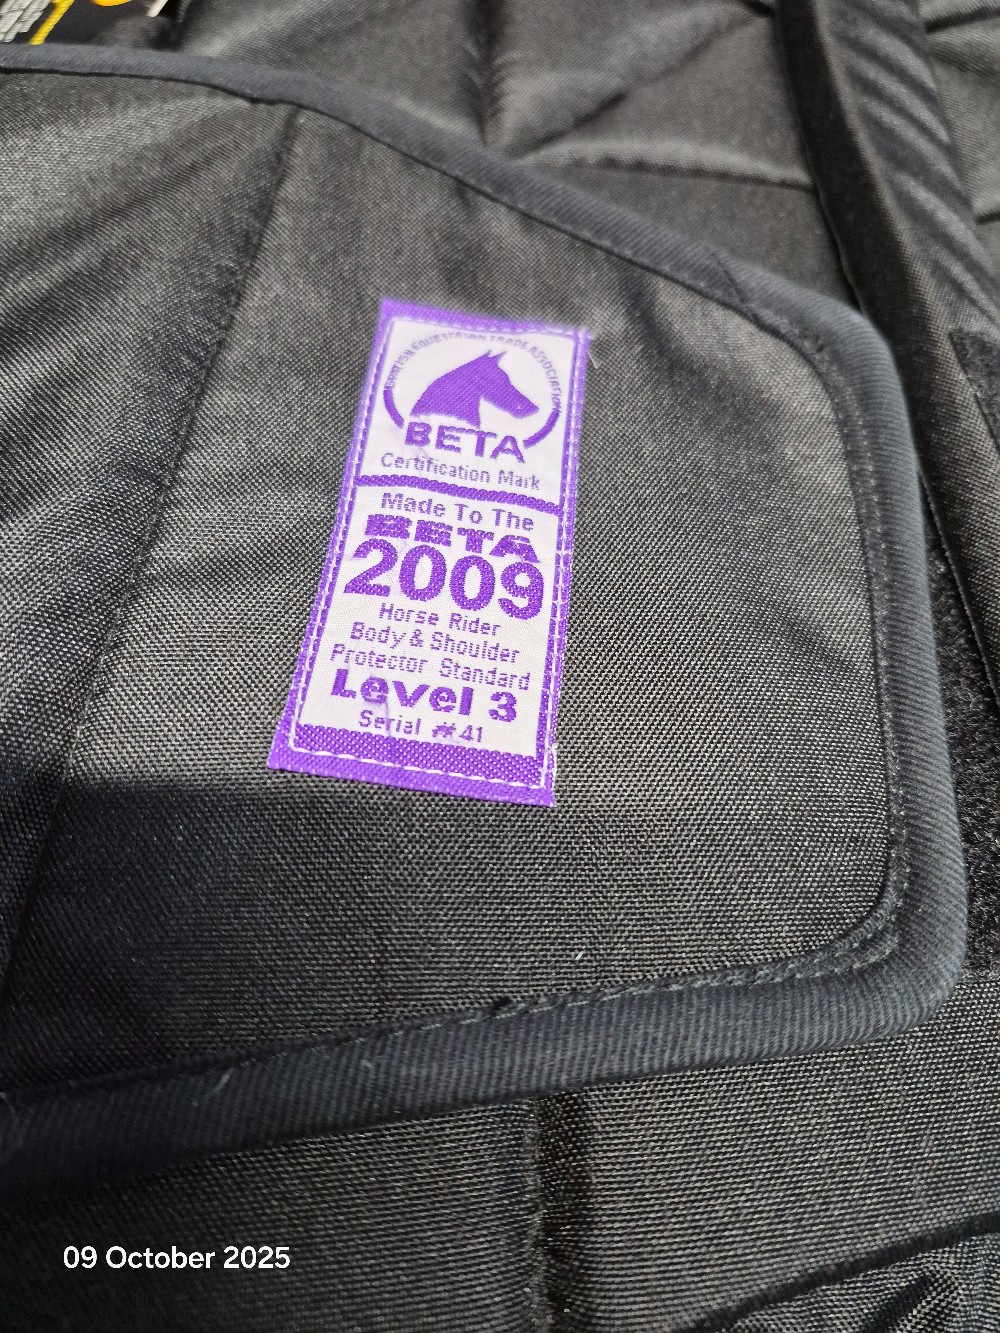 BRITISH EQUESTRIAN TRADE ASSOCIATION
BETA
Certification Mark
Made To The
BETA
2009
Horse Rider
Body & Shoulder
Protector Standard
Level 3
Serial #41
09 October 2025